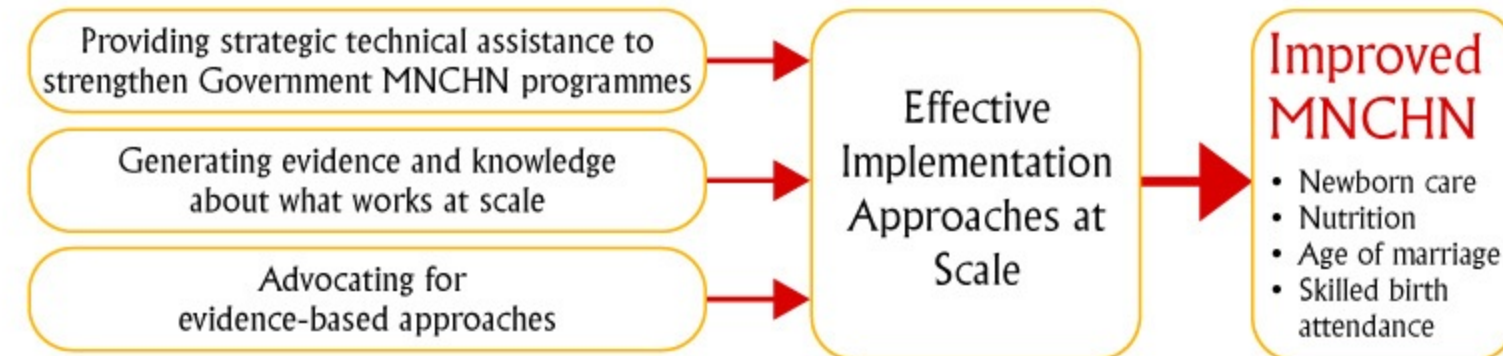 Providing strategic technical assistance to
strengthen Government MNCHN programmes
Generating evidence and knowledge
about what works at scale
Advocating for
evidence-based approaches
Effective
Implementation
Approaches at
Scale
Improved
MNCHN
• Newborn care
• Nutrition
• Age of marriage
• Skilled birth
attendance